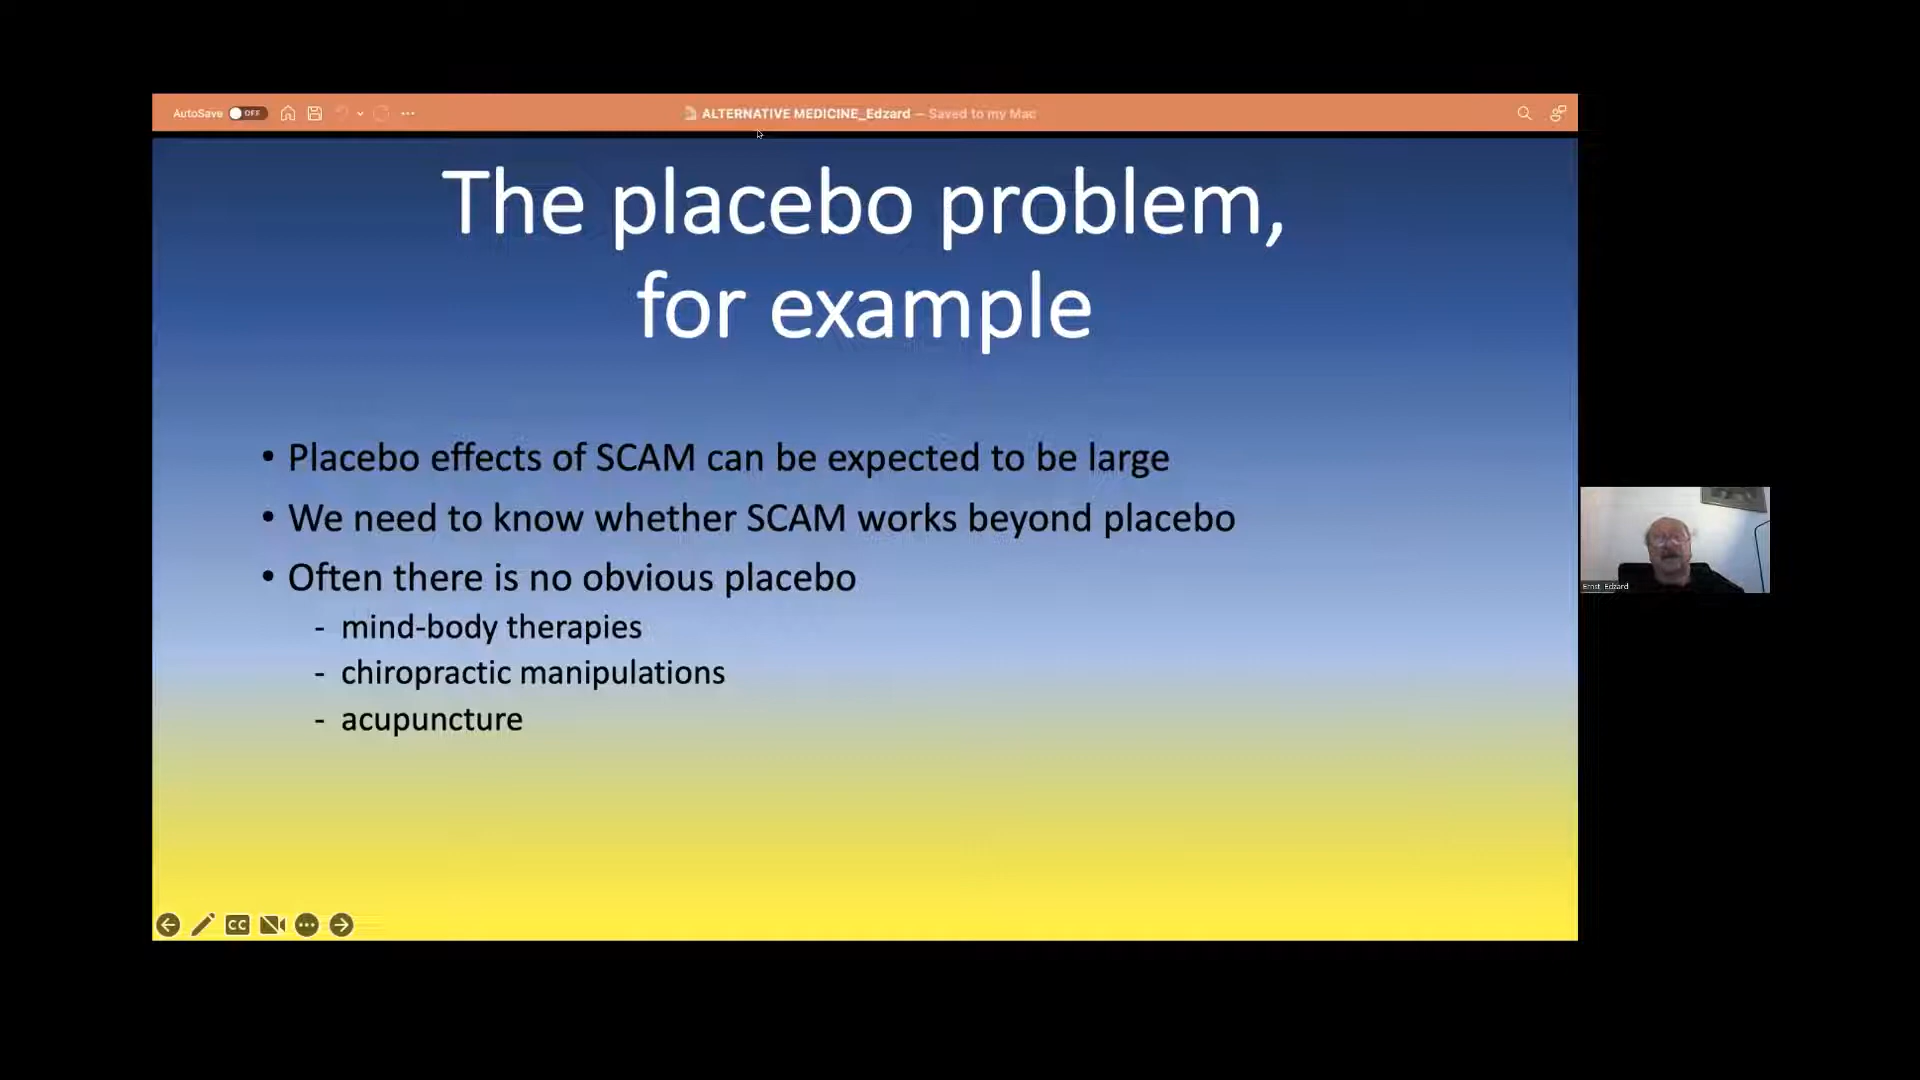 AutoSave OFF ALTERNATIVE MEDICINE_Edzard — Saved to my Mac
The placebo problem,
for example
• Placebo effects of SCAM can be expected to be large
• We need to know whether SCAM works beyond placebo
• Often there is no obvious placebo
- mind-body therapies
- chiropractic manipulations
- acupuncture
Ernst, Edzard
CC